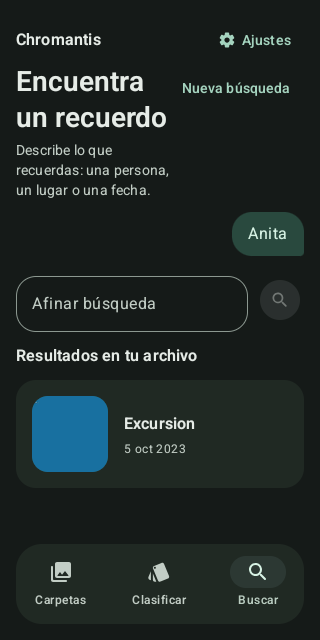 Chromantis
Ajustes
Encuentra
un recuerdo
Nueva búsqueda
Describe lo que
recuerdas: una persona,
un lugar o una fecha.
Anita
Afinar búsqueda
Resultados en tu archivo
Excursion
5 oct 2023
Carpetas
Clasificar
Buscar